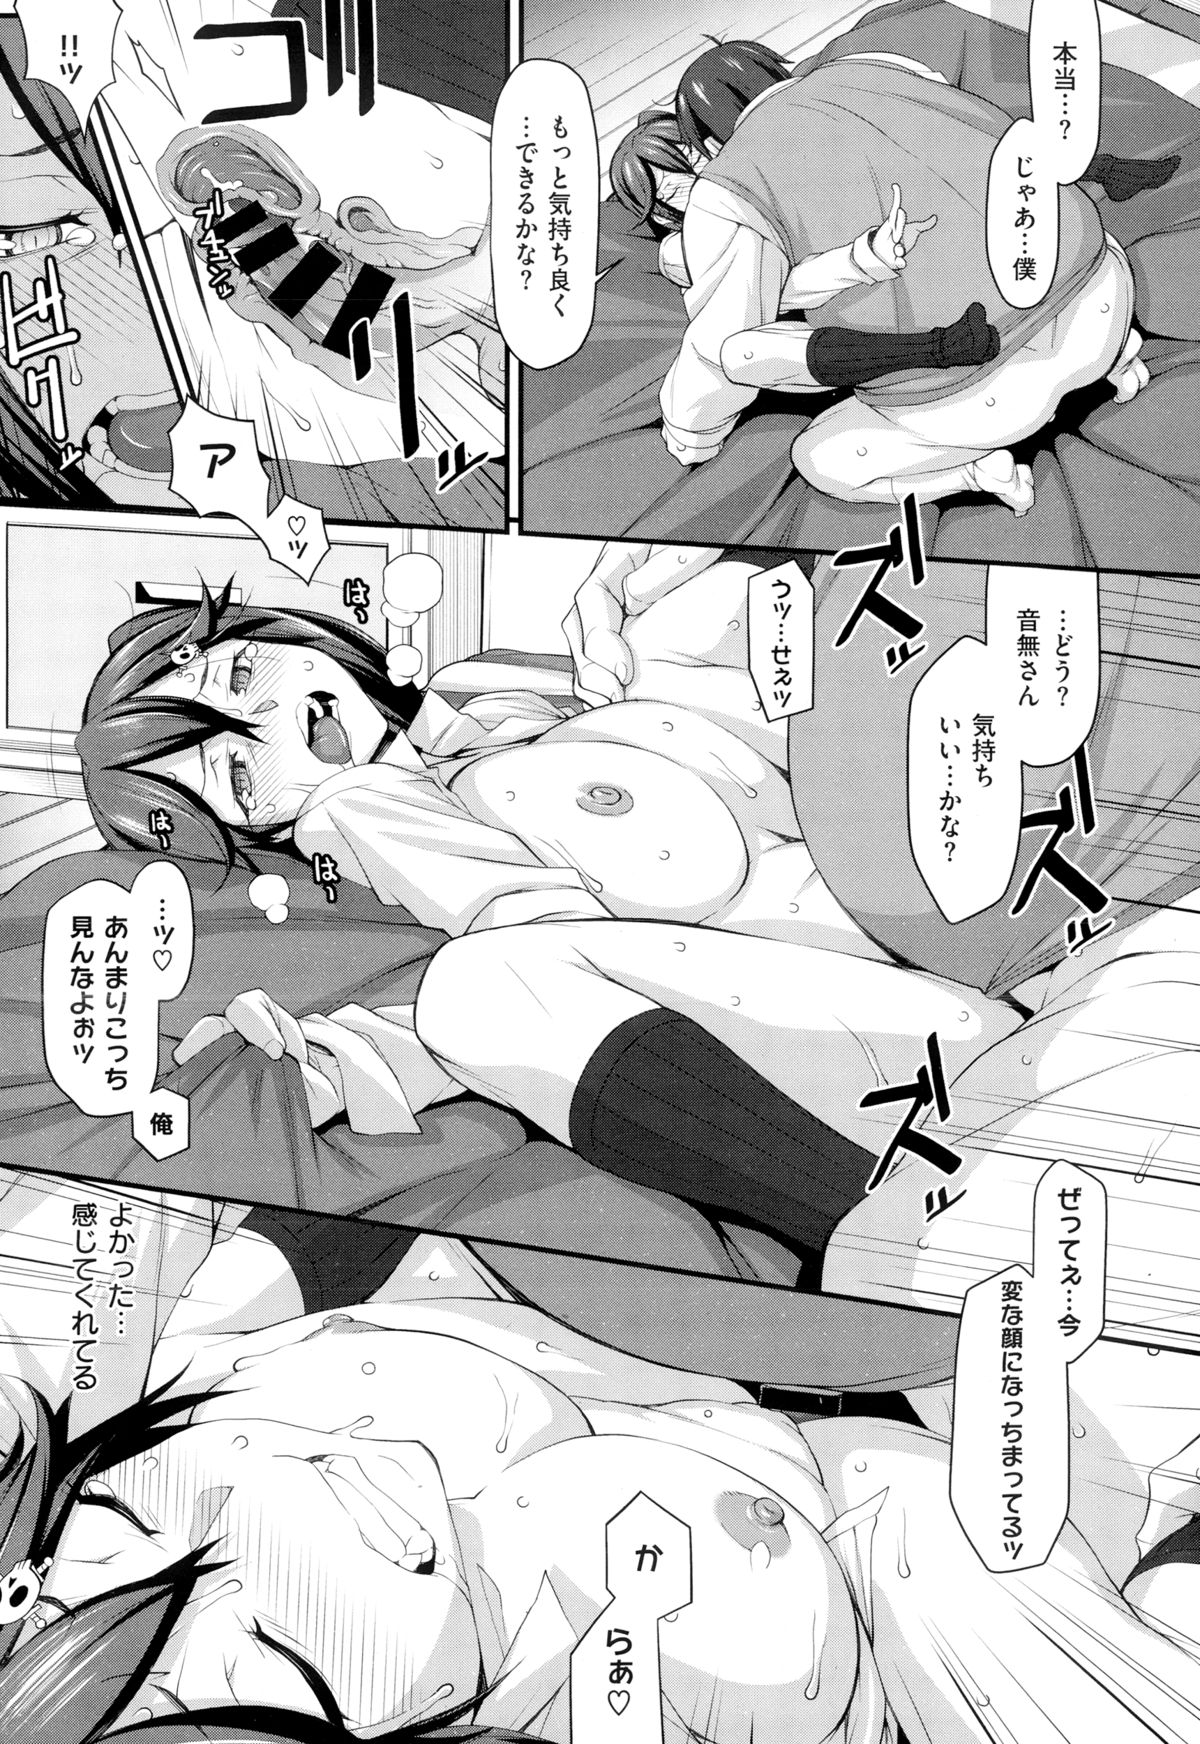 本当…？
じゃあ…僕
もっと気持ち良く
…できるかな？
コ
リッ
ブチュンッ
!!ッ
ビクビクッ
ア
♡ッ
ズッ
…どう？
音無さん
気持ち
いい…かな？
うッ…せぇッ
ズッ
は〜
は〜
は〜
…ッ♡
あんまりこっち
見んなよぉッ
俺
ズッ
ぜってぇ…今
変な顔になっちまってるッ
か
らぁ♡
よかった…
感じてくれてる